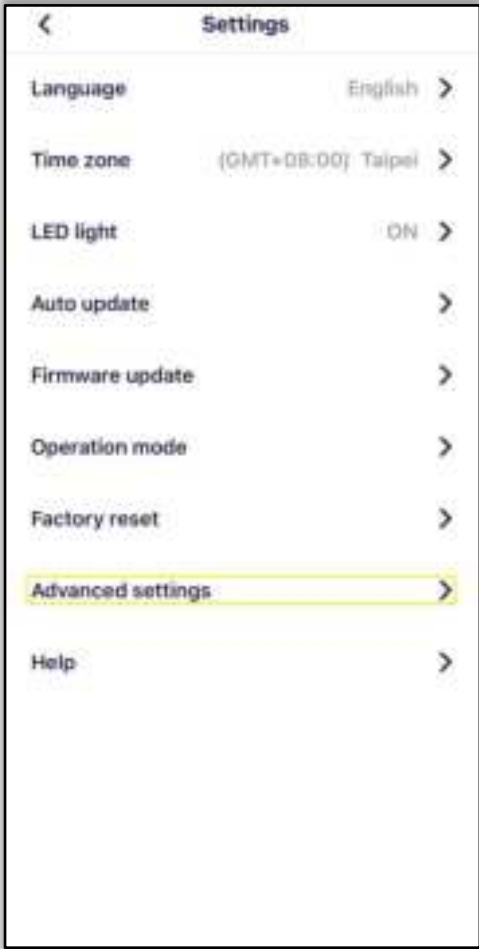 Settings
Language English
Time zone (GMT+08:00) Taipei
LED light ON
Auto update
Firmware update
Operation mode
Factory reset
Advanced settings
Help